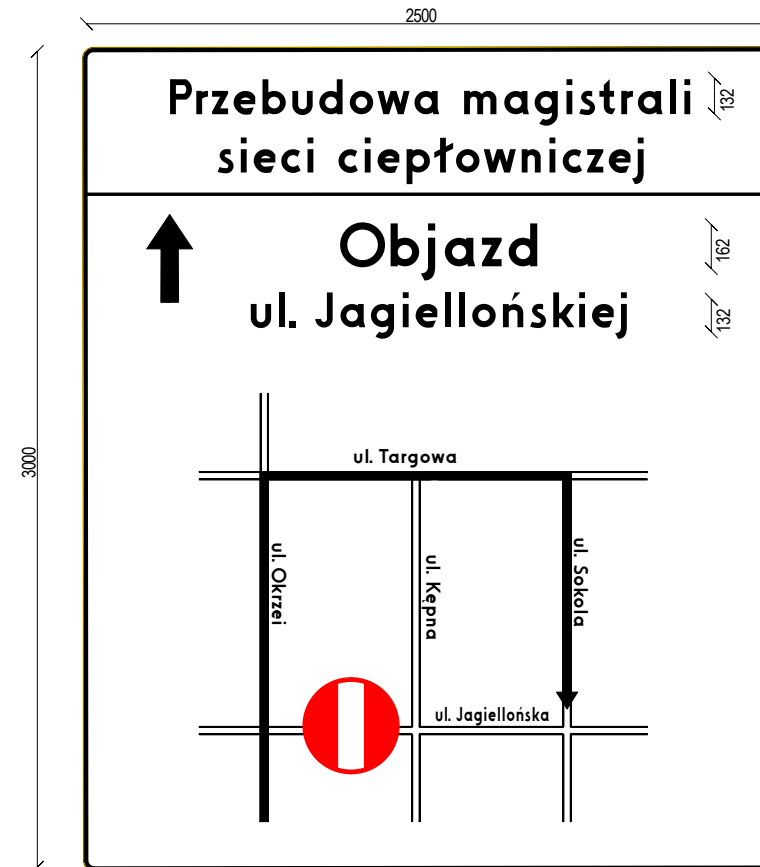 2500
Przebudowa magistrali
132
sieci ciepłowniczej
Objazd
162
ul. Jagiellońskiej
132
3000
ul. Targowa
ul. Okrzei
ul. Kępna
ul. Sokola
ul. Jagiellońska